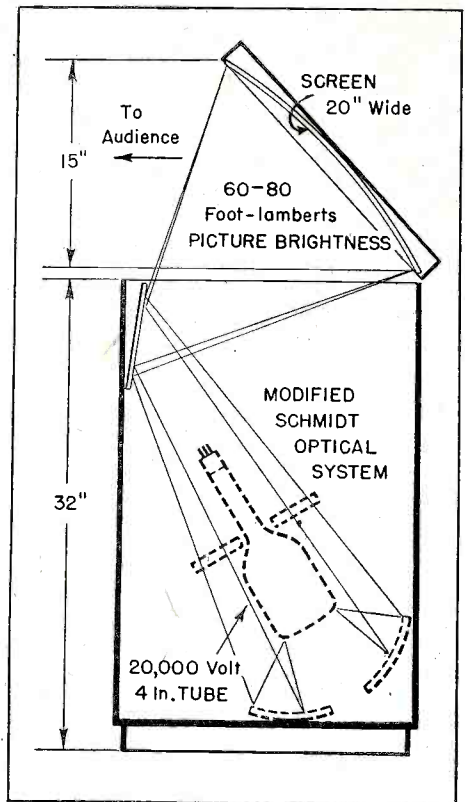 SCREEN
20" Wide
To
Audience
15"
60-80
Foot-lamberts
PICTURE BRIGHTNESS
MODIFIED
SCHMIDT
OPTICAL
SYSTEM
32"
20,000 Volt
4 In. TUBE